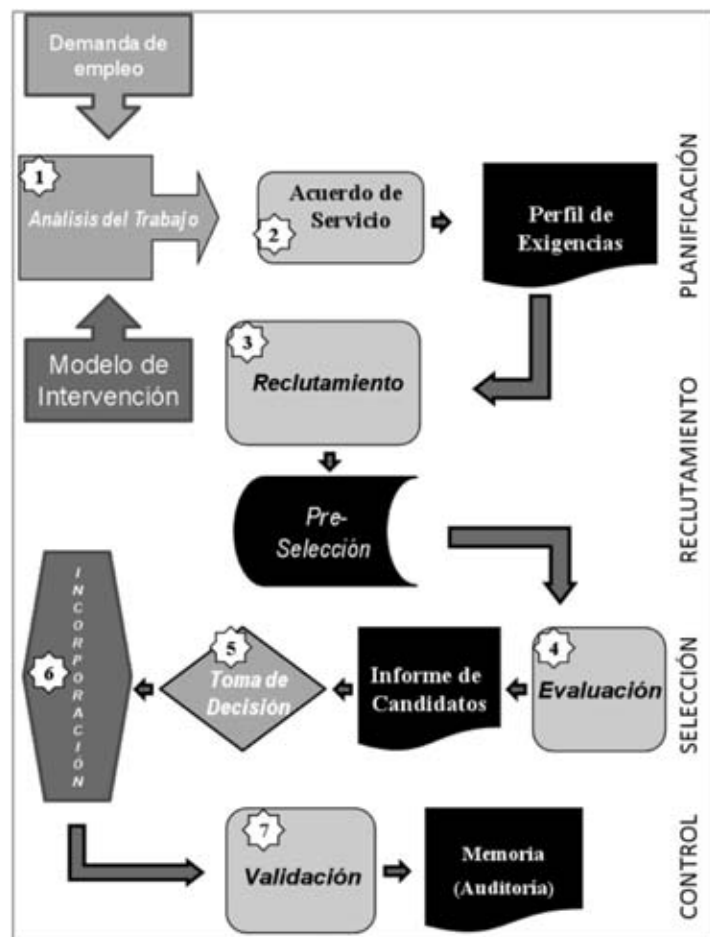 Demanda de
empleo
1
Análisis del Trabajo
Modelo de
Intervención
Acuerdo de
Servicio
2
Perfil de
Exigencias
PLANIFICACIÓN
3
Reclutamiento
Pre-
Selección
RECLUTAMIENTO
4
Evaluación
Informe de
Candidatos
5
Toma de
Decisión
6
INCORPORACIÓN
SELECCIÓN
7
Validación
Memoria
(Auditoría)
CONTROL